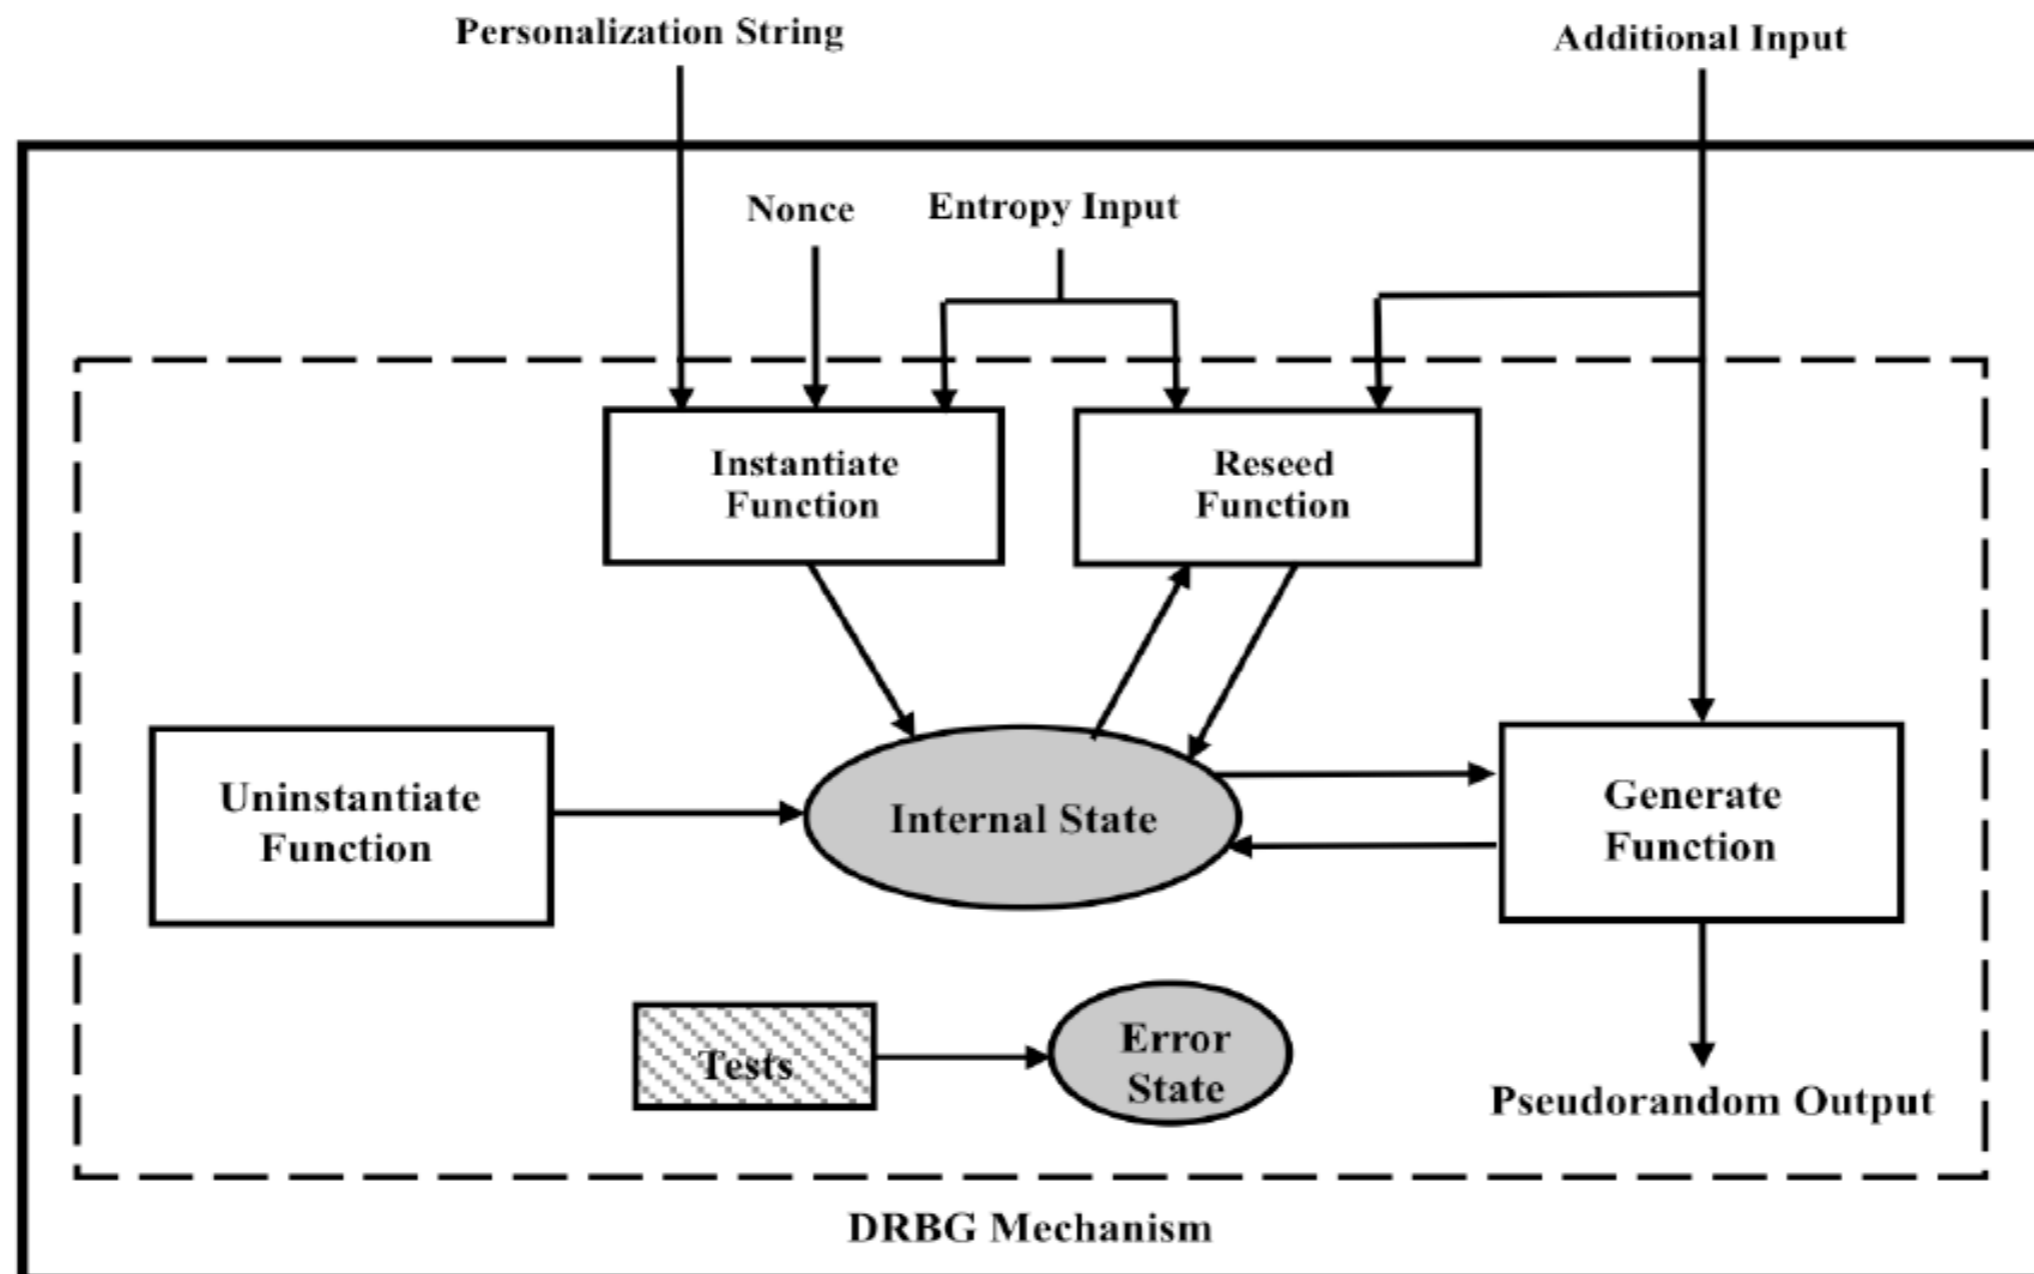 Personalization String
Additional Input
Nonce
Entropy Input
Instantiate
Function
Reseed
Function
Uninstantiate
Function
Internal State
Generate
Function
Tests
Error
State
Pseudorandom Output
DRBG Mechanism